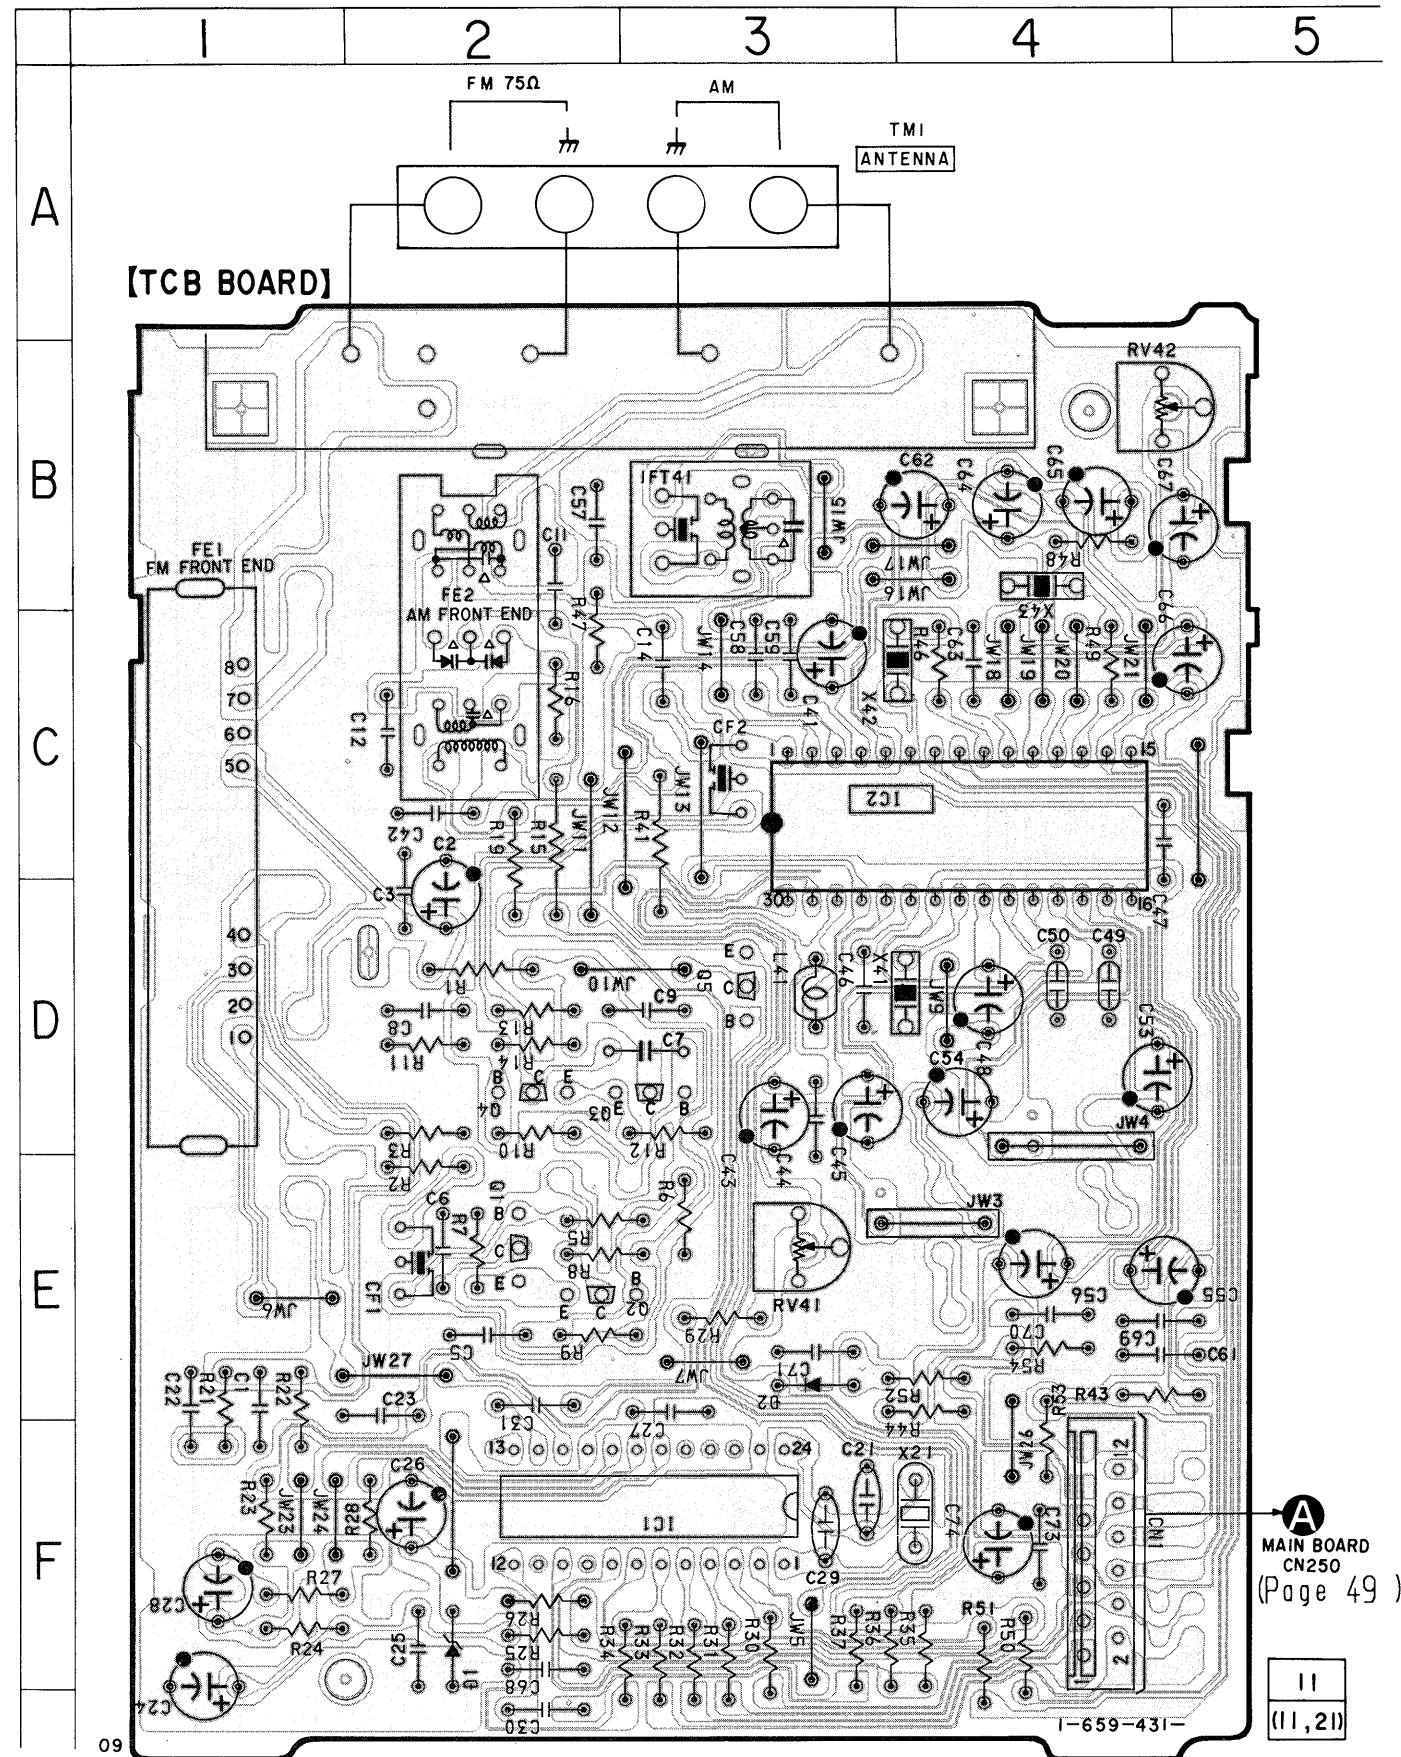 1 2 3 4 5
FM 75Ω AM
TM1
ANTENNA
A
【TCB BOARD】
RV42
B
C62 C64 C65 C67
IFT41
C57 C11 JW15
FE1
FM FRONT END
JW17 R48
JW16
FE2
AM FRONT END
X43 C66
R47
C14 JW14 C58 C59 R46 C63 JW18 JW19 JW20 R49 JW21
8
7
R16 C41 X42
6
C
C12 CF2 1 15
5
JW12 JW13
IC2
C42 R19 R15 JW11 R41
C2
C3
30 16 C47
4
E L41 C46 X41 C50 C49
3
R1 JW10 Q5 C JW9
2
C9
D
C8 R13 B C53
1
R11 R14 C7 C48
C54
B C E
Q4 Q3 E C B
JW4
R3 R10 R12
R2 C43 C44 C45
C6 R7 Q1 B R6 JW3
R5
C
R8
CF1 E B
E
E C Q2 RV41
JW6 C56 C55
R29 C70 C69
C5 R9 R54 C61
JW27 JW7 C71
C22 R21 C1 R22 D2 R52 R53 R43
C23 C31 C27 R44
13 24 C21 X21 JW26 12
C26
R23 JW23 JW24 R28 IC1 C74 C73 CN1
A
MAIN BOARD
CN250
(Page 49 )
F
12 1
R27 C29
C28
R26 R51
R24 C25 R25 R34 R33 R32 R31 R30 JW5 R37 R36 R35 R50
D1 C68 1 2
C24
C30
1-659-431-
11
(11,21)
09